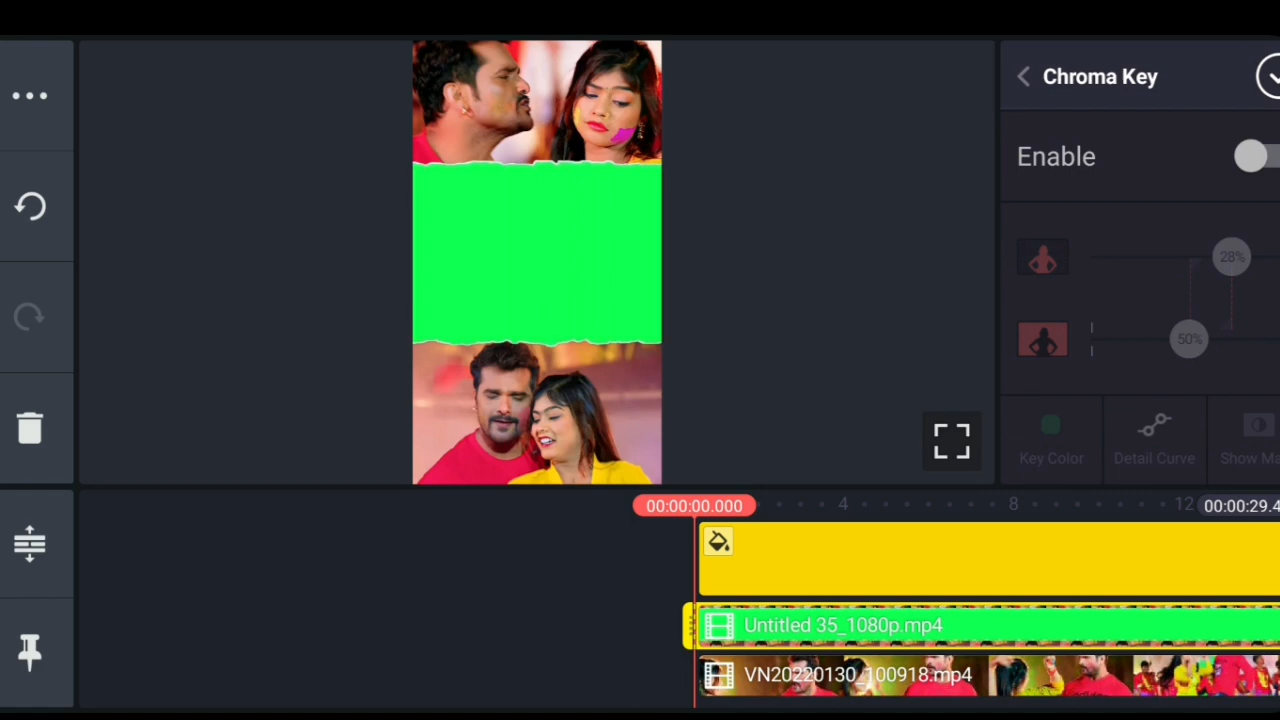 Chroma Key
Enable
28%
50%
Key Color
Detail Curve
Show Ma
00:00:00.000
4
8
12
00:00:29.4
Untitled 35_1080p.mp4
VN20220130_100918.mp4